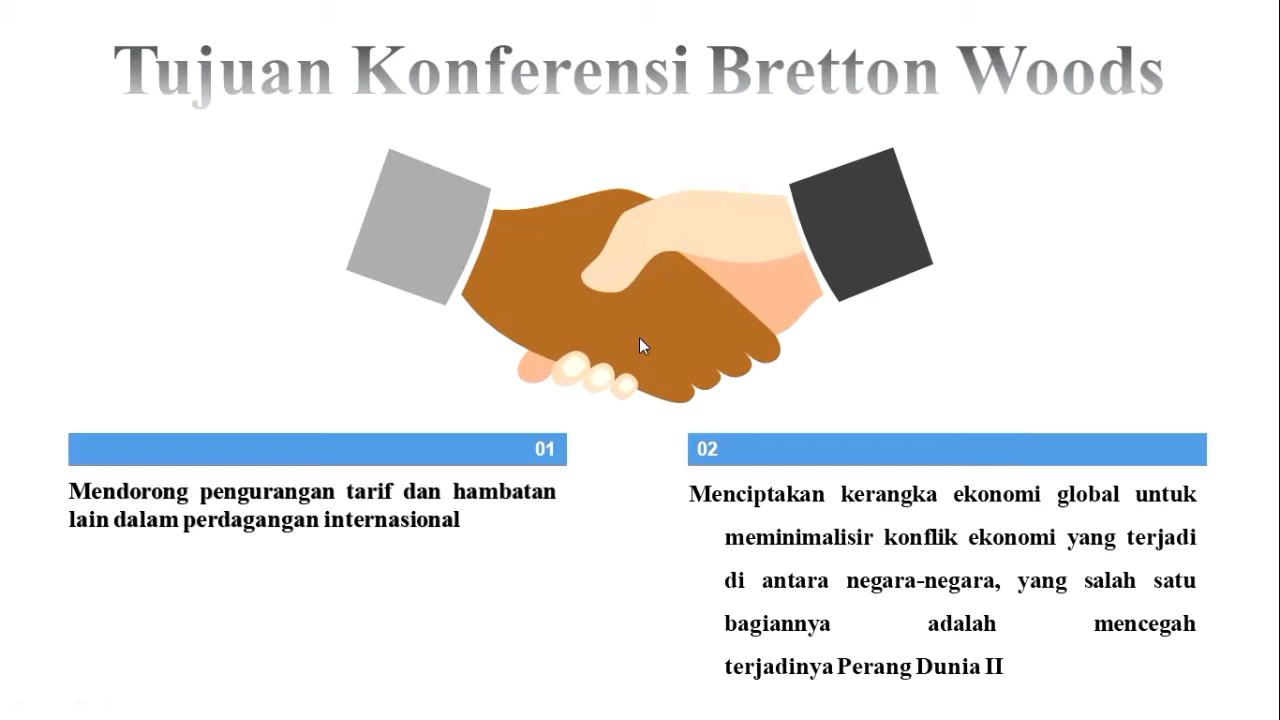 Tujuan Konferensi Bretton Woods
01
Mendorong pengurangan tarif dan hambatan
lain dalam perdagangan internasional
02
Menciptakan kerangka ekonomi global untuk
meminimalisir konflik ekonomi yang terjadi
di antara negara-negara, yang salah satu
bagiannya adalah mencegah
terjadinya Perang Dunia II